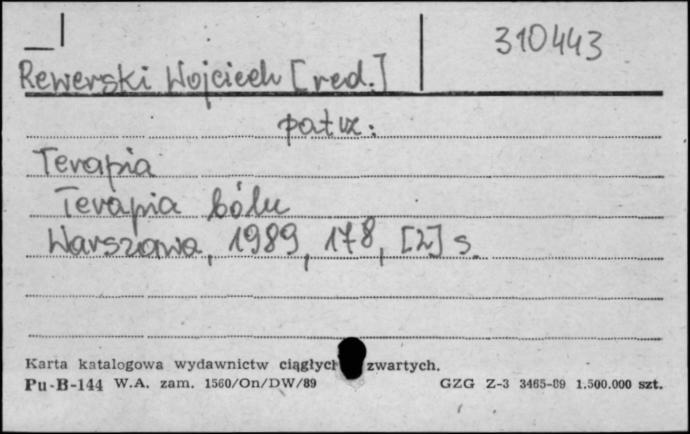 310443
Rewerski Wojciech [red.]
patrz:
Terapia
Terapia bólu
Warszawa, 1989, 178, [2] s.
Karta katalogowa wydawnictw ciągłych zwartych.
Pu-B-144 W.A. zam. 1560/On/DW/89 GZG Z-3 3465-89 1.500.000 szt.